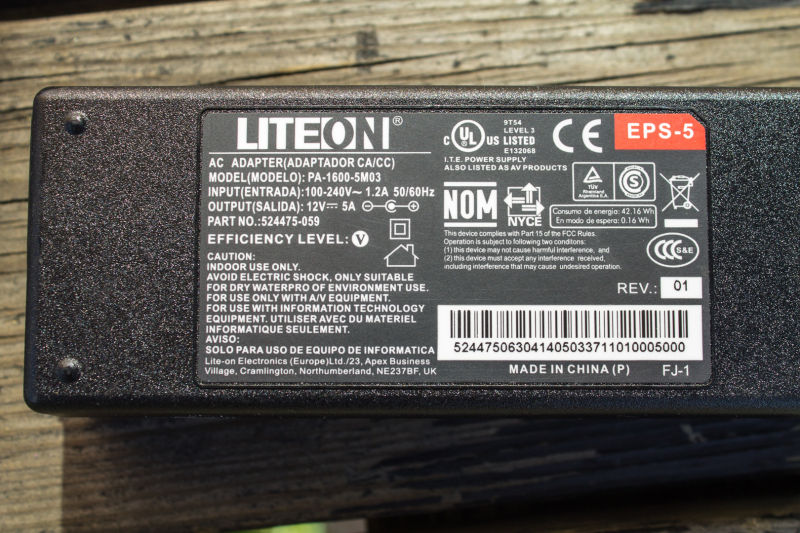 LITEON®
AC ADAPTER(ADAPTADOR CA/CC)
MODEL(MODELO): PA-1600-5M03
INPUT(ENTRADA):100-240V~ 1.2A 50/60Hz
OUTPUT(SALIDA): 12V⎓ 5A
PART NO.:524475-059
EFFICIENCY LEVEL: V
CAUTION:
INDOOR USE ONLY.
AVOID ELECTRIC SHOCK, ONLY SUITABLE
FOR DRY WATERPRO OF ENVIRONMENT USE.
FOR USE ONLY WITH A/V EQUIPMENT.
FOR USE WITH INFORMATION TECHNOLOGY
EQUIPMENT. UTILISER AVEC DU MATERIEL
INFORMATIQUE SEULEMENT.
AVISO:
SOLO PARA USO DE EQUIPO DE INFORMATICA
Lite-on Electronics (Europe)Ltd./23, Apex Business
Village, Cramlington, Northumberland, NE237BF, UK
c UL US
9T54
LEVEL 3
LISTED
E132068
I.T.E. POWER SUPPLY
ALSO LISTED AS AV PRODUCTS
CE
EPS-5
NOM
NYCE
TÜV
Rheinland
Argentina S.A.
S
Consumo de energia: 42.16 Wh
En modo de espera: 0.16 Wh
This device complies with Part 15 of the FCC Rules.
Operation is subject to following two conditons:
(1) this device may not cause harmful interference, and
(2) this device must accept any interference received,
including interference that may cause undesired operation.
CCC S&E
REV.: 01
524475063041405033711010005000
MADE IN CHINA (P)
FJ-1